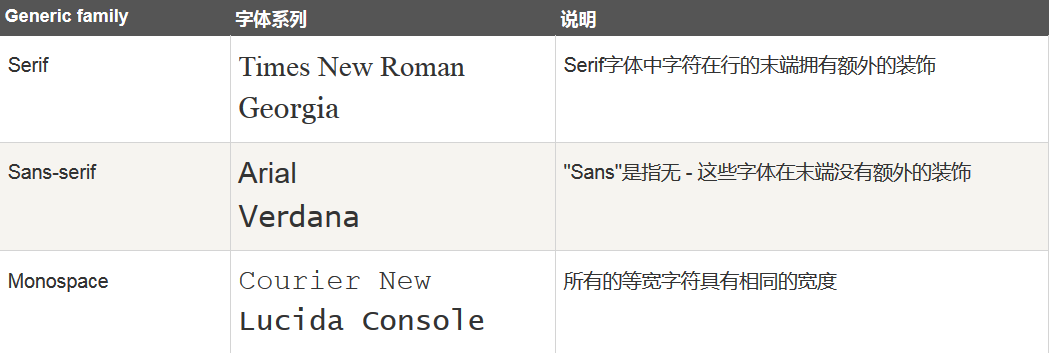 Generic family 字体系列 说明
Serif Times New Roman Serif字体中字符在行的末端拥有额外的装饰
Georgia
Sans-serif Arial "Sans"是指无 - 这些字体在末端没有额外的装饰
Verdana
Monospace Courier New 所有的等宽字符具有相同的宽度
Lucida Console